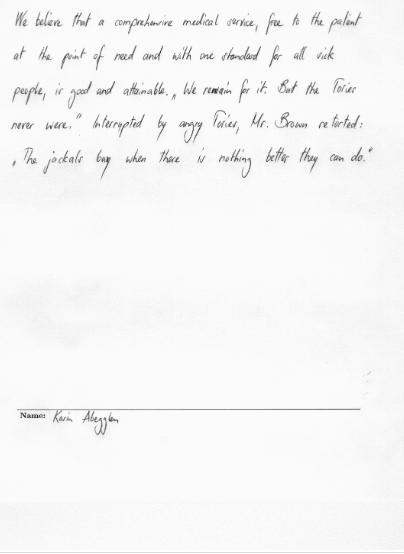 We believe that a comprehensive medical service, free to the patient
at the point of need and with one standard for all sick
people, is good and attainable. „We remain for it. But the Tories
never were." Interrupted by angry Tories, Mr. Brown retorted:
„The jackals bay when there is nothing better they can do."
Name: Karin Abegglen